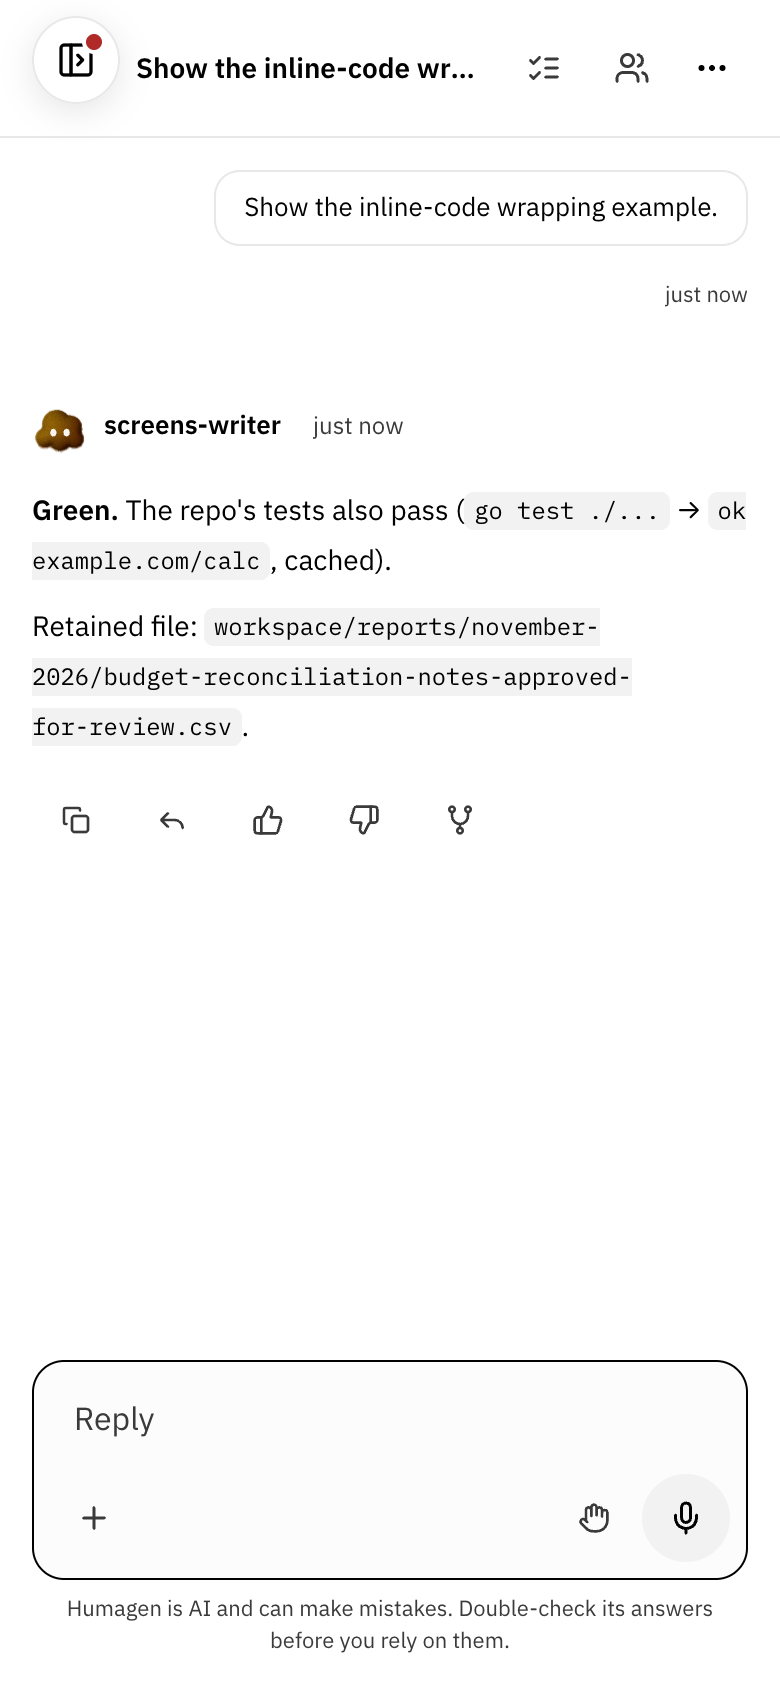 Show the inline-code wr...
Show the inline-code wrapping example.
just now
screens-writer just now
Green. The repo's tests also pass (go test ./... → ok
example.com/calc, cached).
Retained file: workspace/reports/november-
2026/budget-reconciliation-notes-approved-
for-review.csv.
Reply
Humagen is AI and can make mistakes. Double-check its answers
before you rely on them.